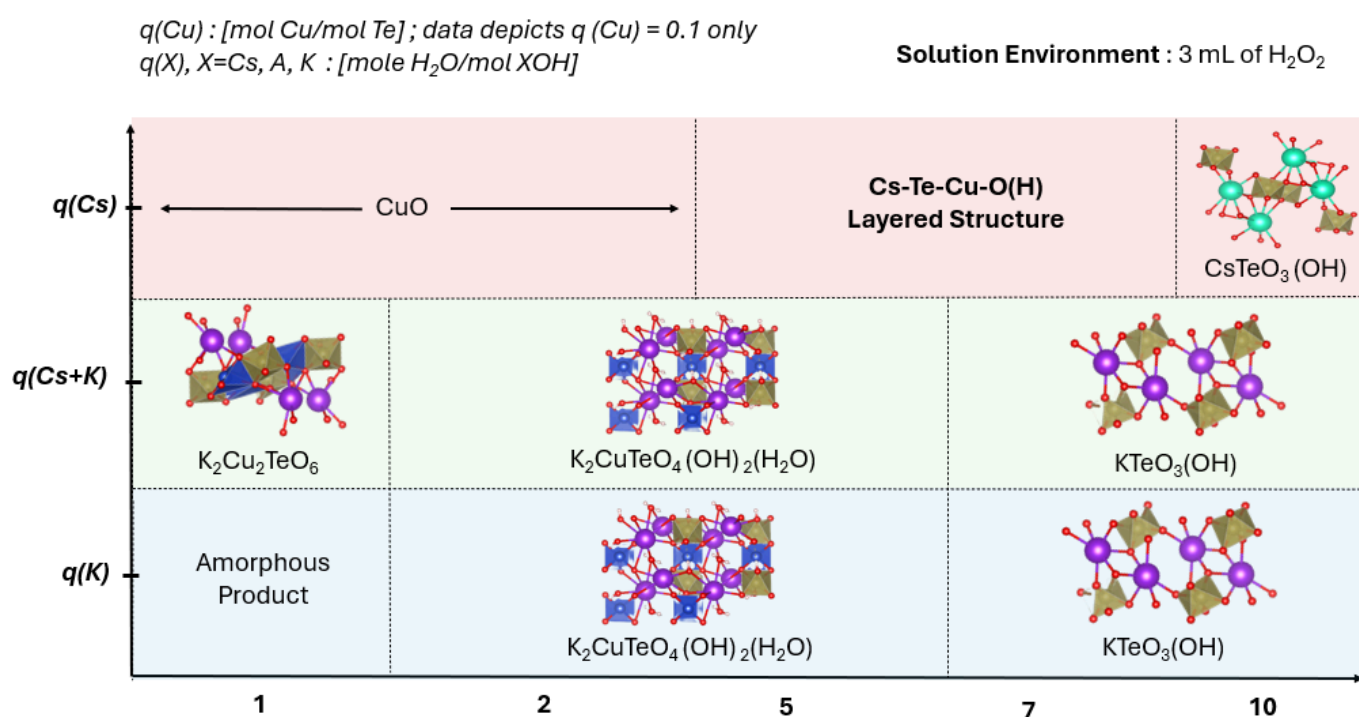 q(Cu) : [mol Cu/mol Te] ; data depicts q (Cu) = 0.1 only
q(X), X=Cs, A, K : [mole H₂O/mol XOH]
Solution Environment : 3 mL of H₂O₂
q(Cs)
CuO
Cs-Te-Cu-O(H)
Layered Structure
CsTeO₃(OH)
q(Cs+K)
K₂Cu₂TeO₆
K₂CuTeO₄(OH)₂(H₂O)
KTeO₃(OH)
q(K)
Amorphous
Product
K₂CuTeO₄(OH)₂(H₂O)
KTeO₃(OH)
1
2
5
7
10